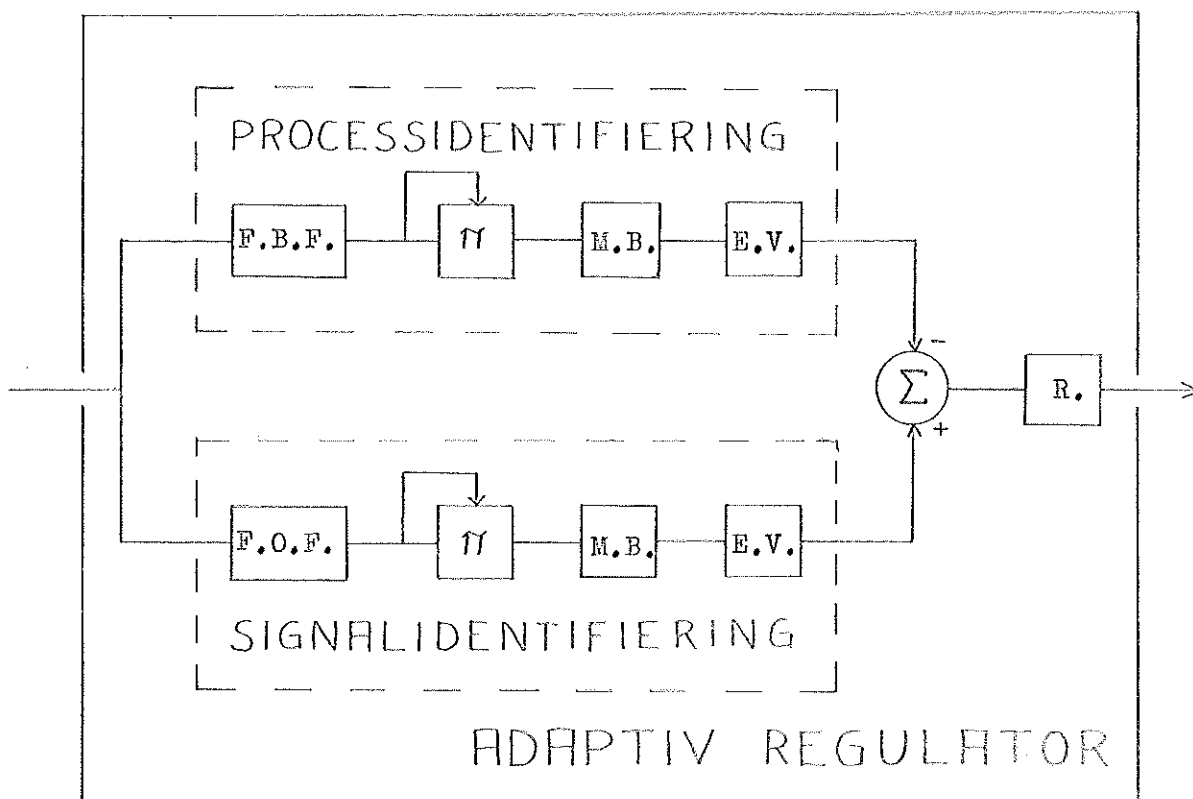 PROCESSIDENTIFIERING
F.B.F. Π M.B. E.V.
-
Σ R.
+
F.O.F. Π M.B. E.V.
SIGNALIDENTIFIERING
ADAPTIV REGULATOR